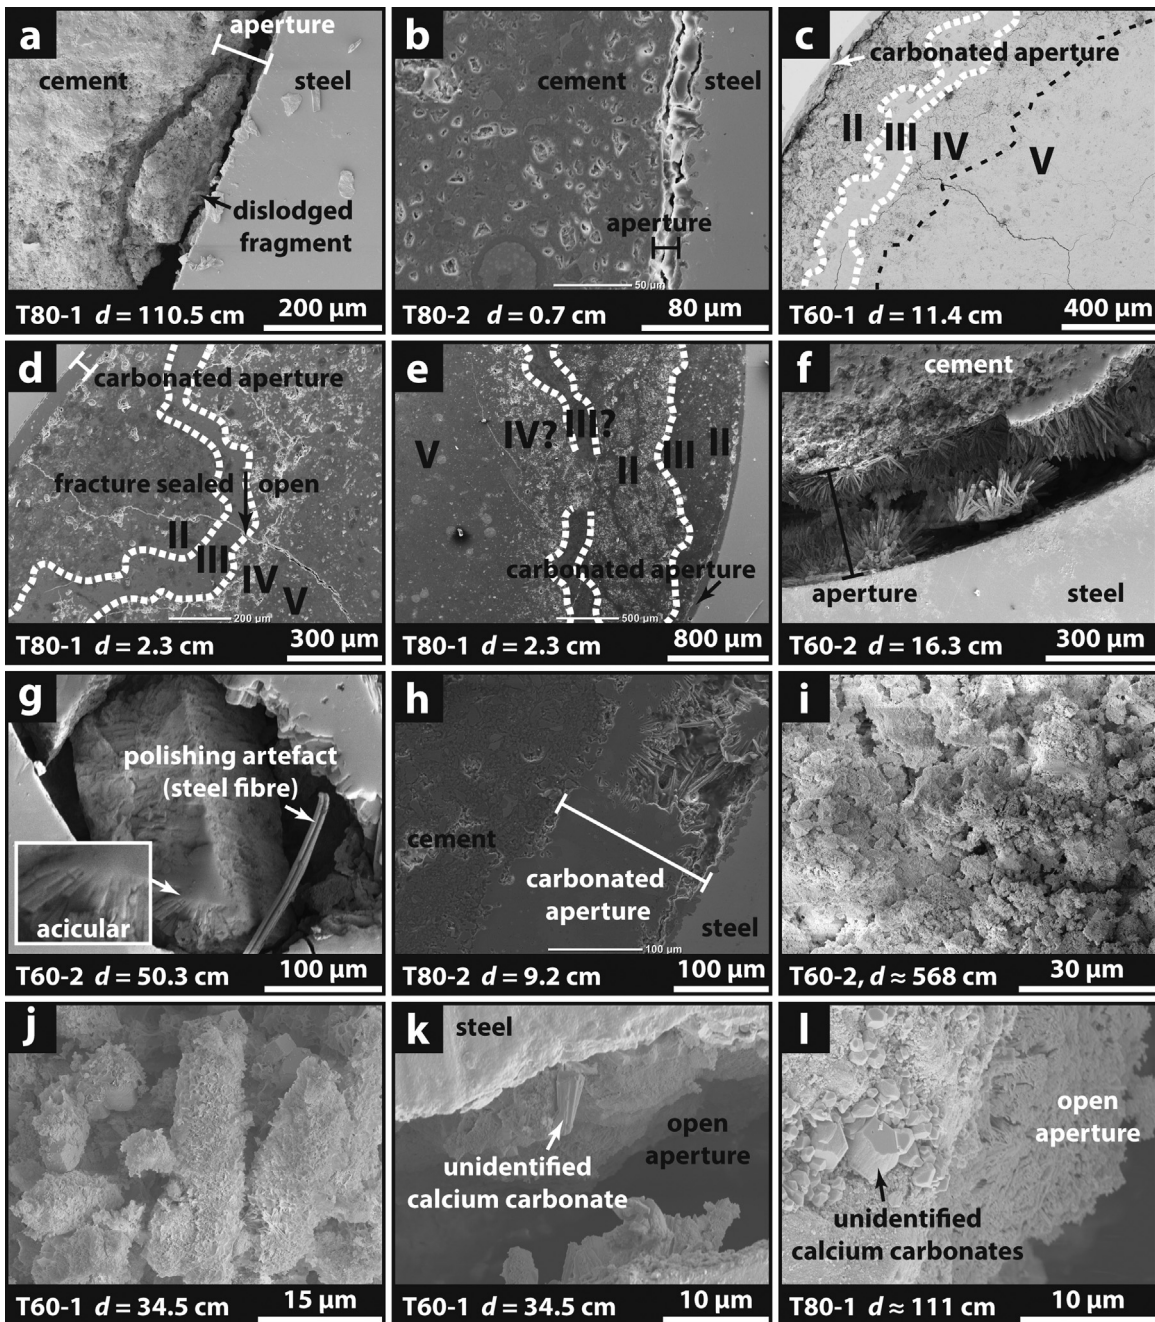 a
aperture
cement
steel
dislodged
fragment
T80-1 d = 110.5 cm
200 µm
b
cement
steel
aperture
50 µm
T80-2 d = 0.7 cm
80 µm
c
carbonated aperture
II
III
IV
V
T60-1 d = 11.4 cm
400 µm
d
carbonated aperture
fracture sealed
open
II
III
IV
V
200 µm
T80-1 d = 2.3 cm
300 µm
e
V
IV?
III?
II
III
II
carbonated aperture
500 µm
T80-1 d = 2.3 cm
800 µm
f
cement
aperture
steel
T60-2 d = 16.3 cm
300 µm
g
polishing artefact
(steel fibre)
acicular
T60-2 d = 50.3 cm
100 µm
h
cement
carbonated
aperture
steel
100 µm
T80-2 d = 9.2 cm
100 µm
i
T60-2, d ≈ 568 cm
30 µm
j
T60-1 d = 34.5 cm
15 µm
k
steel
open
aperture
unidentified
calcium carbonate
T60-1 d = 34.5 cm
10 µm
l
open
aperture
unidentified
calcium carbonates
T80-1 d ≈ 111 cm
10 µm